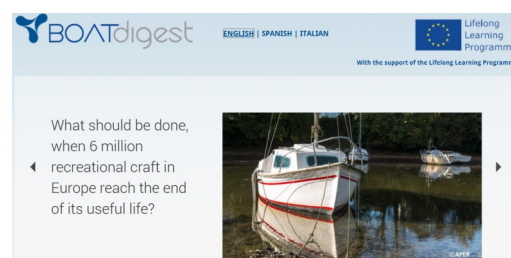 BOATdigest
ENGLISH | SPANISH | ITALIAN
Lifelong
Learning
Programm
With the support of the Lifelong Learning Programm
What should be done,
when 6 million
recreational craft in
Europe reach the end
of its useful life?
©APER